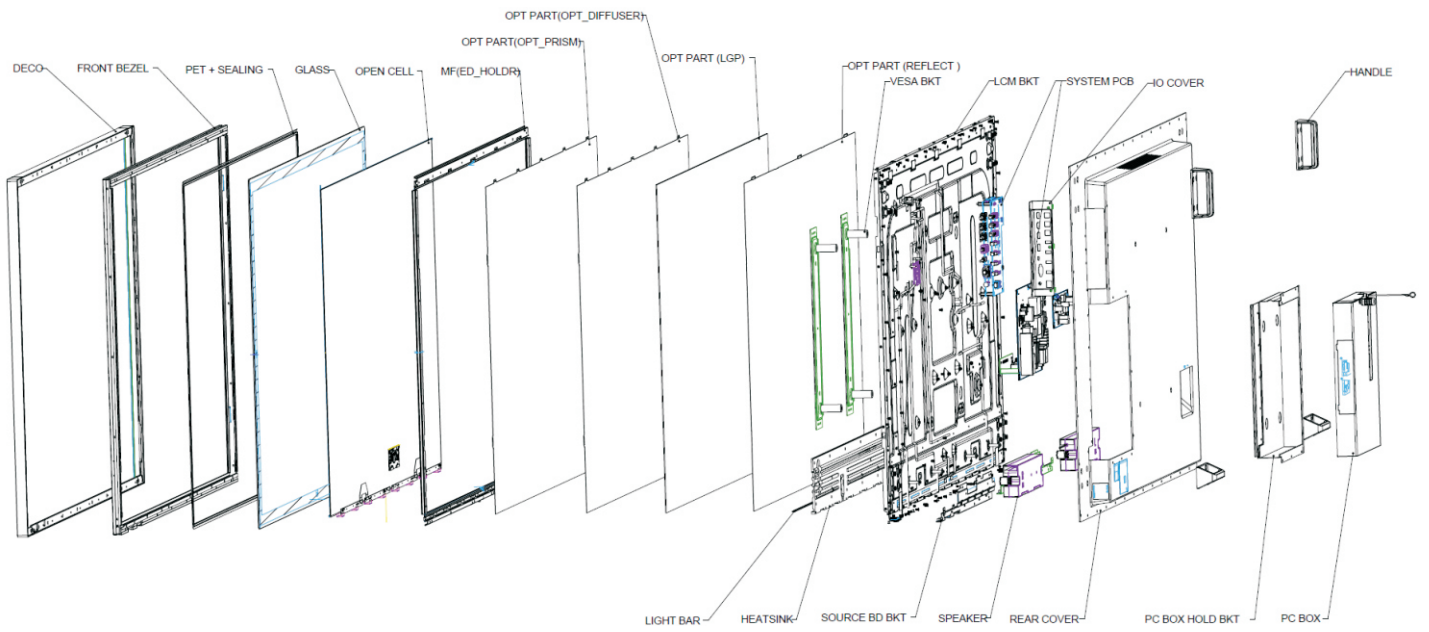 OPT PART(OPT_DIFFUSER)
OPT PART(OPT_PRISM)
DECO
FRONT BEZEL
PET + SEALING
GLASS
OPEN CELL
MF(ED_HOLDR)
OPT PART (LGP)
OPT PART (REFLECT )
VESA BKT
LCM BKT
SYSTEM PCB
IO COVER
HANDLE
LIGHT BAR
HEATSINK
SOURCE BD BKT
SPEAKER
REAR COVER
PC BOX HOLD BKT
PC BOX